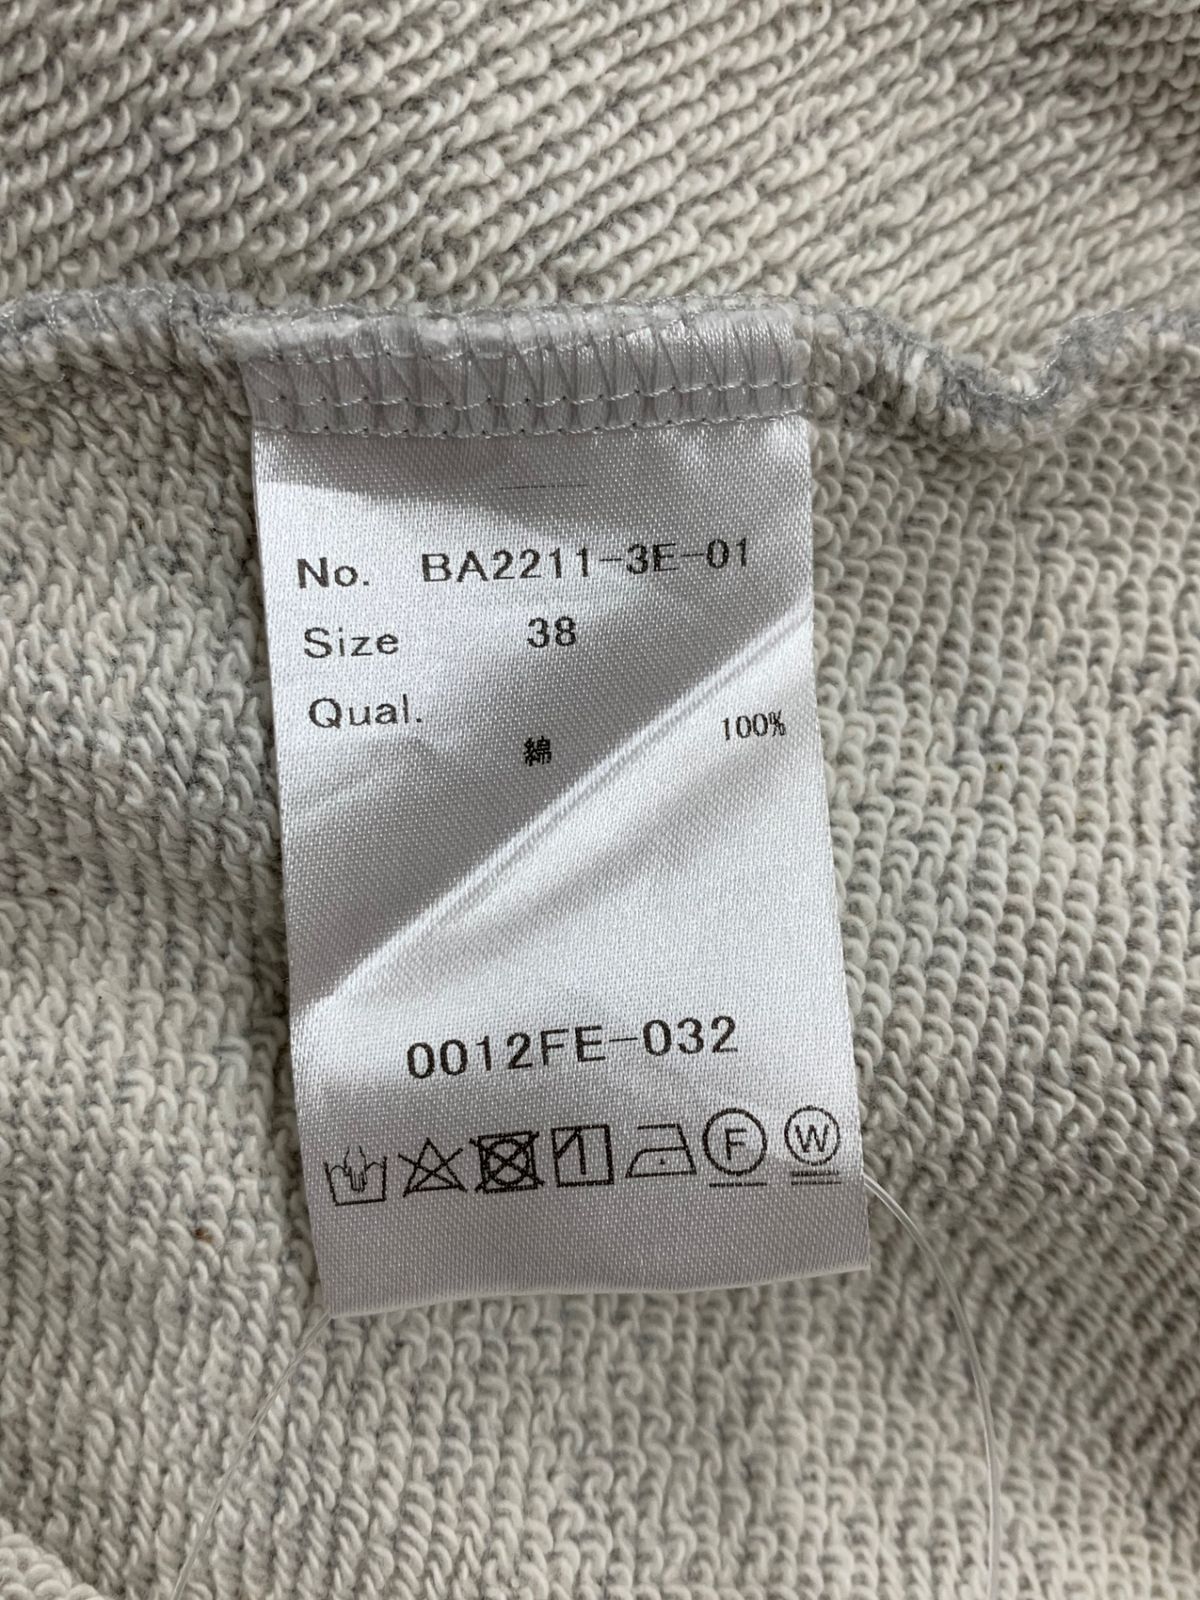 No. BA2211-3E-01
Size 38
Qual.
綿 100%
0012FE-032
F W